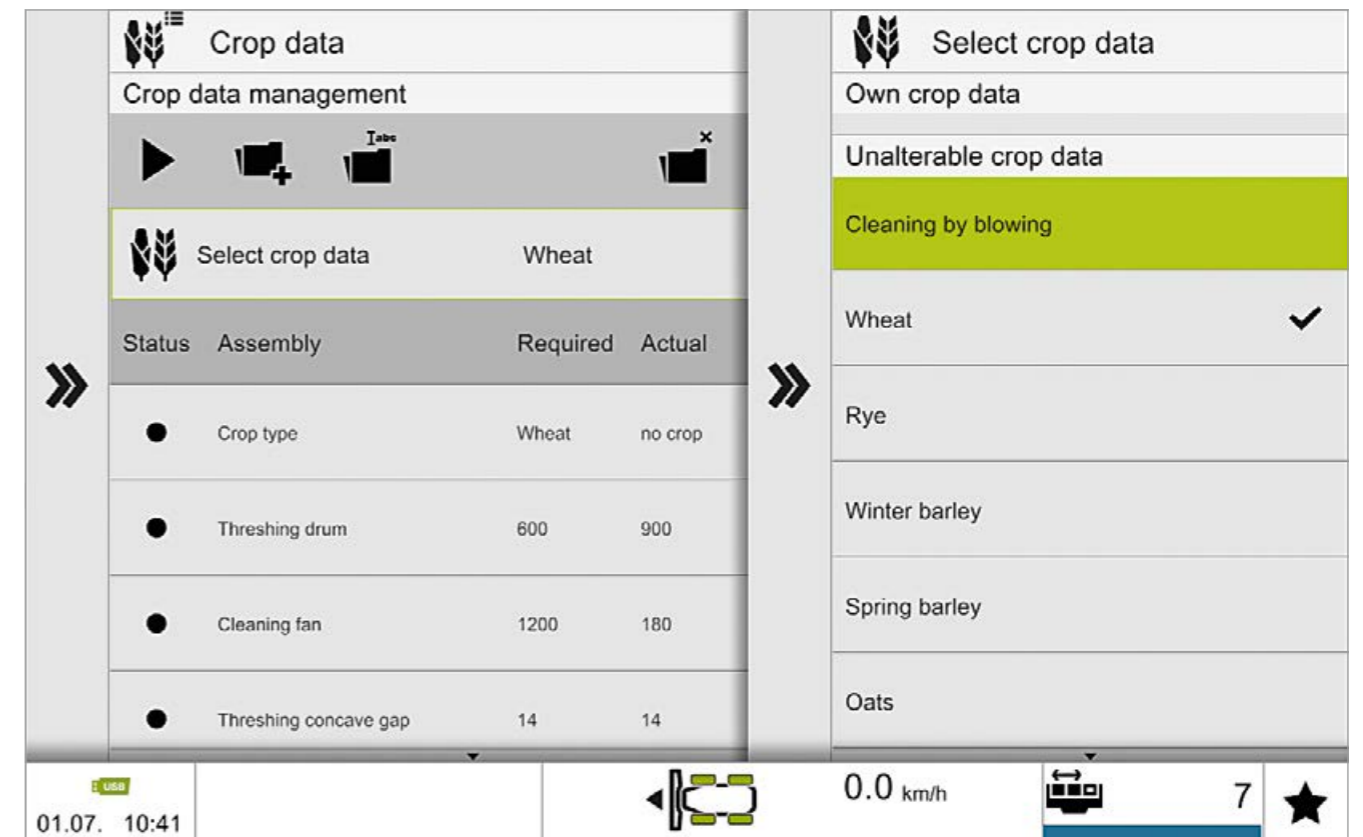 Crop data
Crop data management
Iabc
Select crop data Wheat
Status Assembly Required Actual
Crop type Wheat no crop
Threshing drum 600 900
Cleaning fan 1200 180
Threshing concave gap 14 14
Select crop data
Own crop data
Unalterable crop data
Cleaning by blowing
Wheat
Rye
Winter barley
Spring barley
Oats
USB
01.07. 10:41
0.0 km/h
7